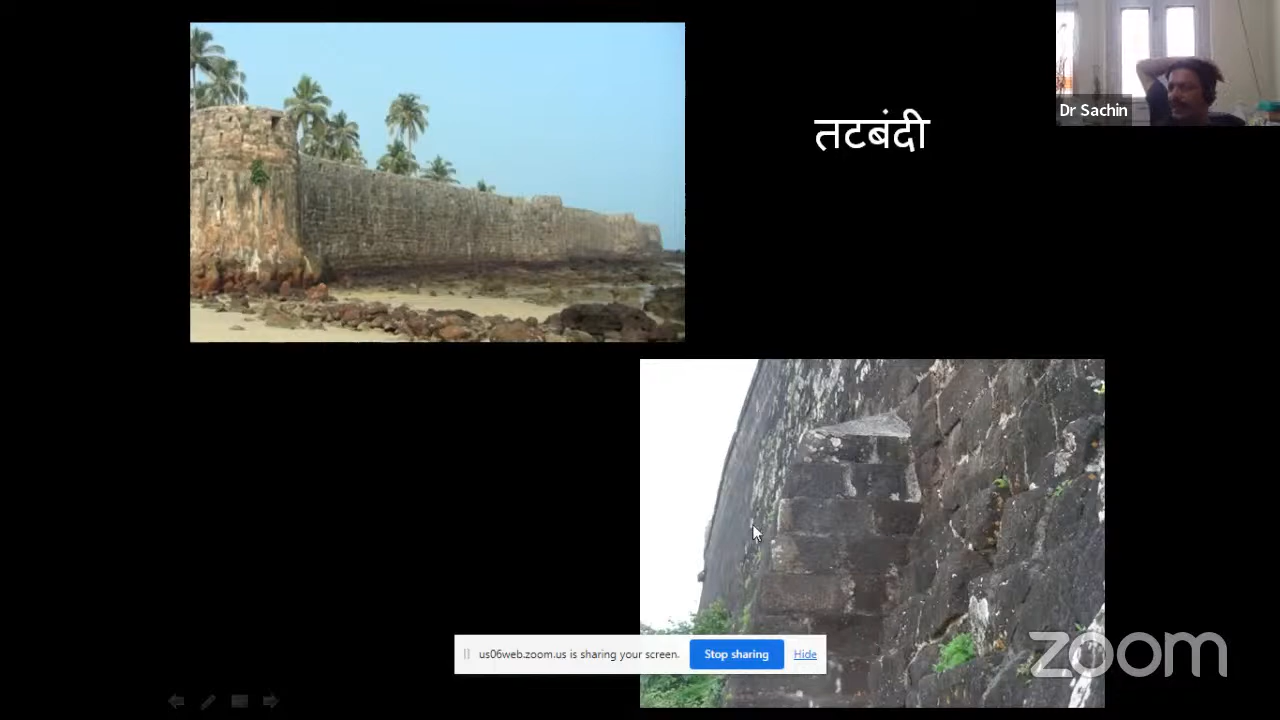 तटबंदी
Dr Sachin
us06web.zoom.us is sharing your screen.
Stop sharing
Hide
zoom